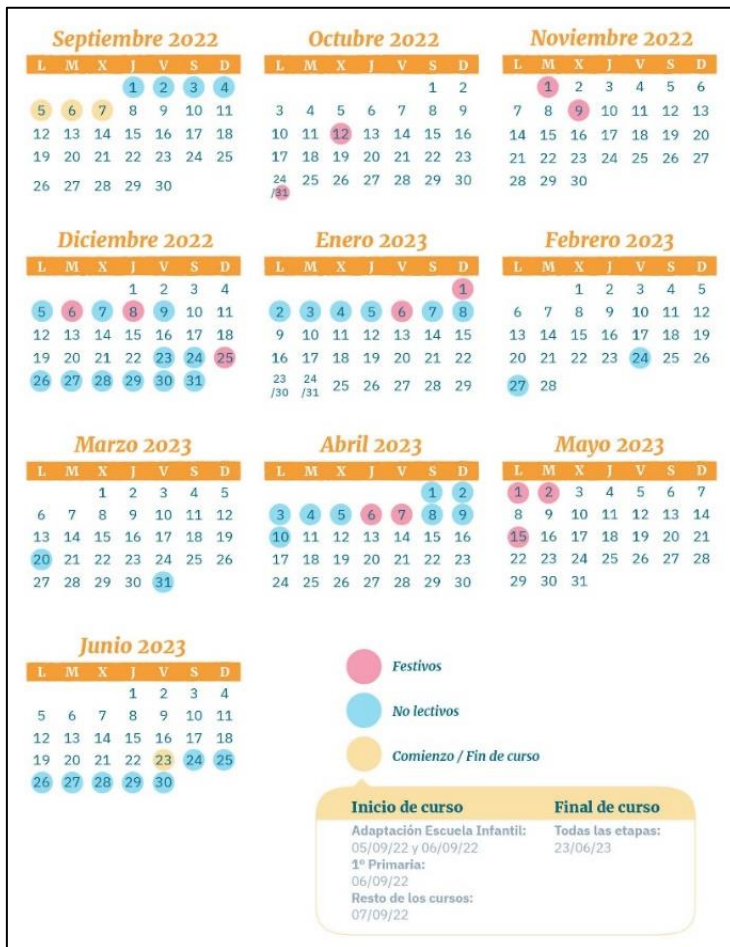 Septiembre 2022
L M X J V S D
1 2 3 4
5 6 7 8 9 10 11
12 13 14 15 16 17 18
19 20 21 22 23 24 25
26 27 28 29 30
Octubre 2022
L M X J V S D
1 2
3 4 5 6 7 8 9
10 11 12 13 14 15 16
17 18 19 20 21 22 23
24 /31 25 26 27 28 29 30
Noviembre 2022
L M X J V S D
1 2 3 4 5 6
7 8 9 10 11 12 13
14 15 16 17 18 19 20
21 22 23 24 25 26 27
28 29 30
Diciembre 2022
L M X J V S D
1 2 3 4
5 6 7 8 9 10 11
12 13 14 15 16 17 18
19 20 21 22 23 24 25
26 27 28 29 30 31
Enero 2023
L M X J V S D
1
2 3 4 5 6 7 8
9 10 11 12 13 14 15
16 17 18 19 20 21 22
23 /30 24 /31 25 26 27 28 29
Febrero 2023
L M X J V S D
1 2 3 4 5
6 7 8 9 10 11 12
13 14 15 16 17 18 19
20 21 22 23 24 25 26
27 28
Marzo 2023
L M X J V S D
1 2 3 4 5
6 7 8 9 10 11 12
13 14 15 16 17 18 19
20 21 22 23 24 25 26
27 28 29 30 31
Abril 2023
L M X J V S D
1 2
3 4 5 6 7 8 9
10 11 12 13 14 15 16
17 18 19 20 21 22 23
24 25 26 27 28 29 30
Mayo 2023
L M X J V S D
1 2 3 4 5 6 7
8 9 10 11 12 13 14
15 16 17 18 19 20 21
22 23 24 25 26 27 28
29 30 31
Junio 2023
L M X J V S D
1 2 3 4
5 6 7 8 9 10 11
12 13 14 15 16 17 18
19 20 21 22 23 24 25
26 27 28 29 30
Festivos
No lectivos
Comienzo / Fin de curso
Inicio de curso
Adaptación Escuela Infantil:
05/09/22 y 06/09/22
1º Primaria:
06/09/22
Resto de los cursos:
07/09/22
Final de curso
Todas las etapas:
23/06/23